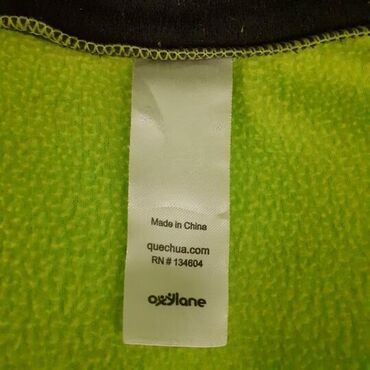 Made in China
quechua.com
RN # 134604
oxylane